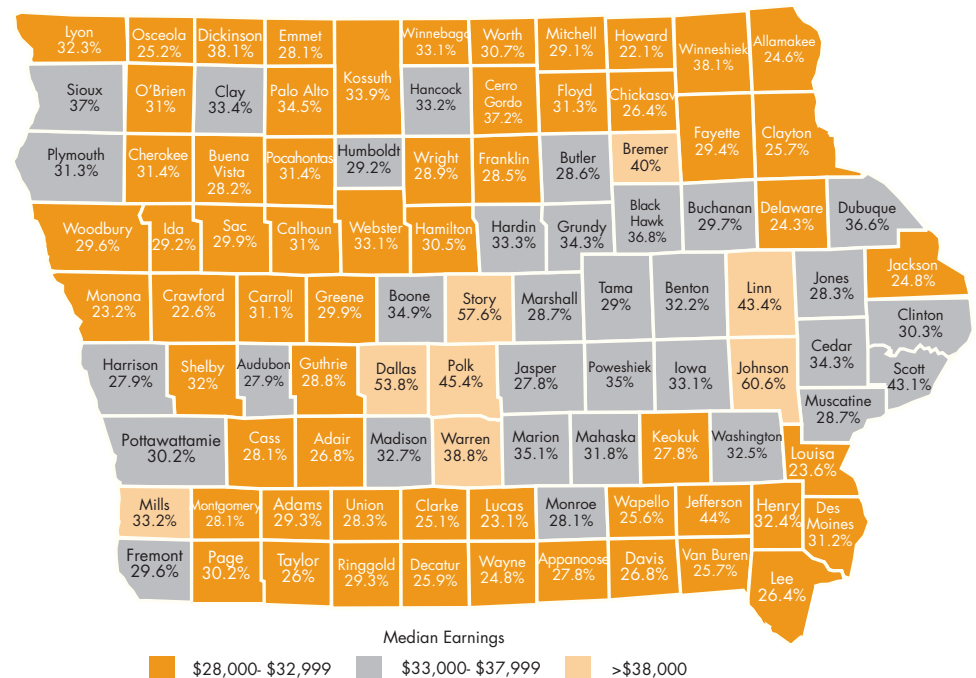 Lyon
32.3%
Osceola
25.2%
Dickinson
38.1%
Emmet
28.1%
Kossuth
33.9%
Winnebago
33.1%
Worth
30.7%
Mitchell
29.1%
Howard
22.1%
Winneshiek
38.1%
Allamakee
24.6%
Sioux
37%
O’Brien
31%
Clay
33.4%
Palo Alto
34.5%
Hancock
33.2%
Cerro
Gordo
37.2%
Floyd
31.3%
Chickasaw
26.4%
Fayette
29.4%
Clayton
25.7%
Plymouth
31.3%
Cherokee
31.4%
Buena
Vista
28.2%
Pocahontas
31.4%
Humboldt
29.2%
Wright
28.9%
Franklin
28.5%
Butler
28.6%
Bremer
40%
Woodbury
29.6%
Ida
29.2%
Sac
29.9%
Calhoun
31%
Webster
33.1%
Hamilton
30.5%
Hardin
33.3%
Grundy
34.3%
Black
Hawk
36.8%
Buchanan
29.7%
Delaware
24.3%
Dubuque
36.6%
Monona
23.2%
Crawford
22.6%
Carroll
31.1%
Greene
29.9%
Boone
34.9%
Story
57.6%
Marshall
28.7%
Tama
29%
Benton
32.2%
Linn
43.4%
Jones
28.3%
Jackson
24.8%
Clinton
30.3%
Harrison
27.9%
Shelby
32%
Audubon
27.9%
Guthrie
28.8%
Dallas
53.8%
Polk
45.4%
Jasper
27.8%
Poweshiek
35%
Iowa
33.1%
Johnson
60.6%
Cedar
34.3%
Scott
43.1%
Muscatine
28.7%
Pottawattamie
30.2%
Cass
28.1%
Adair
26.8%
Madison
32.7%
Warren
38.8%
Marion
35.1%
Mahaska
31.8%
Keokuk
27.8%
Washington
32.5%
Louisa
23.6%
Mills
33.2%
Montgomery
28.1%
Adams
29.3%
Union
28.3%
Clarke
25.1%
Lucas
23.1%
Monroe
28.1%
Wapello
25.6%
Jefferson
44%
Henry
32.4%
Des
Moines
31.2%
Fremont
29.6%
Page
30.2%
Taylor
26%
Ringgold
29.3%
Decatur
25.9%
Wayne
24.8%
Appanoose
27.8%
Davis
26.8%
Van Buren
25.7%
Lee
26.4%
Median Earnings
$28,000- $32,999
$33,000- $37,999
>$38,000